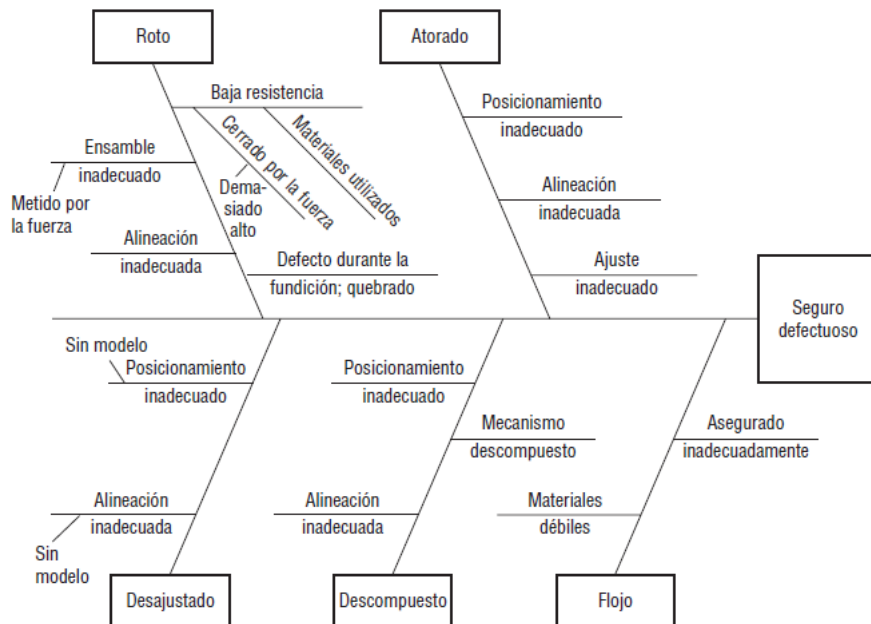 Roto
Atorado
Baja resistencia
Cerrado por la fuerza
Dema-
siado
alto
Materiales utilizados
Ensamble
inadecuado
Metido por
la fuerza
Alineación
inadecuada
Defecto durante la
fundición; quebrado
Posicionamiento
inadecuado
Alineación
inadecuada
Ajuste
inadecuado
Seguro
defectuoso
Sin modelo
Posicionamiento
inadecuado
Alineación
inadecuada
Sin
modelo
Posicionamiento
inadecuado
Mecanismo
descompuesto
Alineación
inadecuada
Asegurado
inadecuadamente
Materiales
débiles
Desajustado
Descompuesto
Flojo